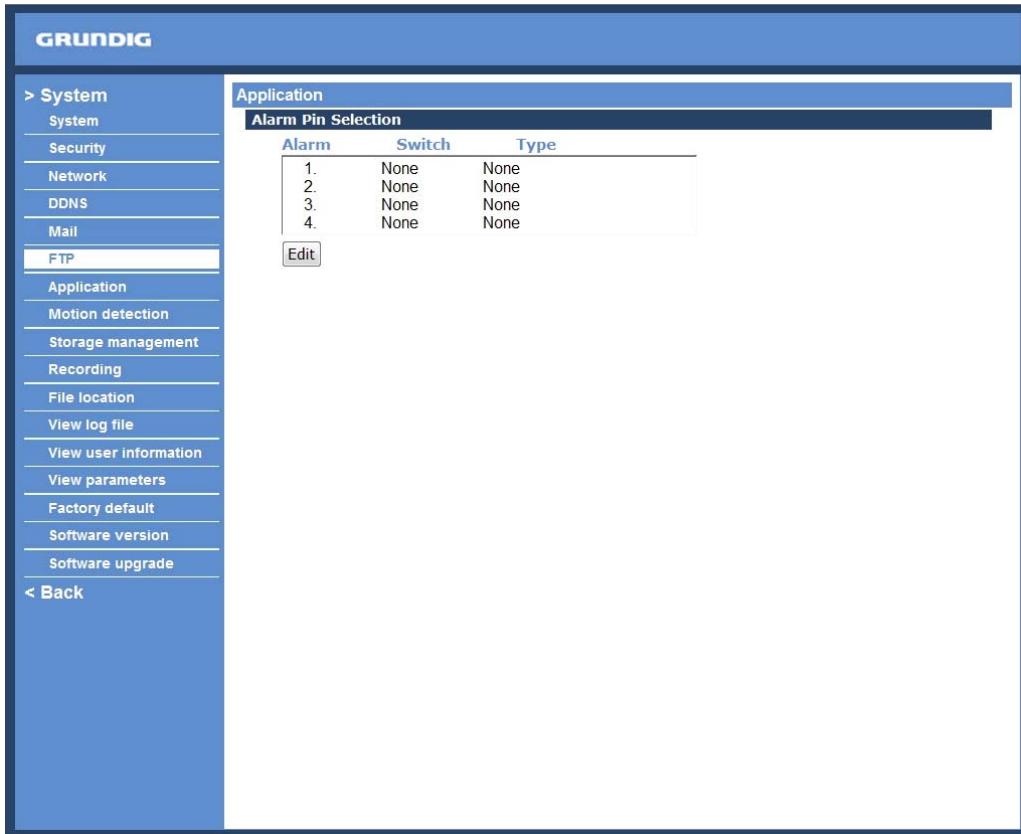 GRUNDIG
> System
System
Security
Network
DDNS
Mail
FTP
Application
Motion detection
Storage management
Recording
File location
View log file
View user information
View parameters
Factory default
Software version
Software upgrade
< Back
Application
Alarm Pin Selection
Alarm Switch Type
1. None None
2. None None
3. None None
4. None None
Edit